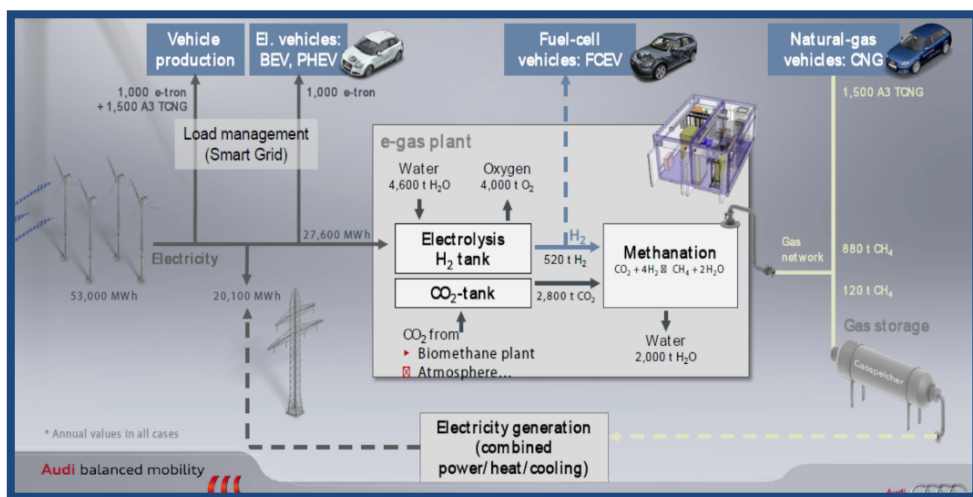 Vehicle
production
El. vehicles:
BEV, PHEV
Fuel-cell
vehicles: FCEV
Natural-gas
vehicles: CNG
1,000 e-tron
+ 1,500 A3 TCNG
1,000 e-tron
1,500 A3 TCNG
Load management
(Smart Grid)
e-gas plant
Water
4,600 t H₂O
Oxygen
4,000 t O₂
27,600 MWh
Electricity
53,000 MWh
20,100 MWh
Electrolysis
H₂ tank
H₂
520 t H₂
Methanation
CO₂ + 4H₂ CH₄ + 2H₂O
CO₂-tank
2,800 t CO₂
CO₂ from
Biomethane plant
Atmosphere...
Water
2,000 t H₂O
Gas
network
880 t CH₄
120 t CH₄
Gas storage
Gasspeicher
Electricity generation
(combined
power/heat/cooling)
* Annual values in all cases
Audi balanced mobility
Audi